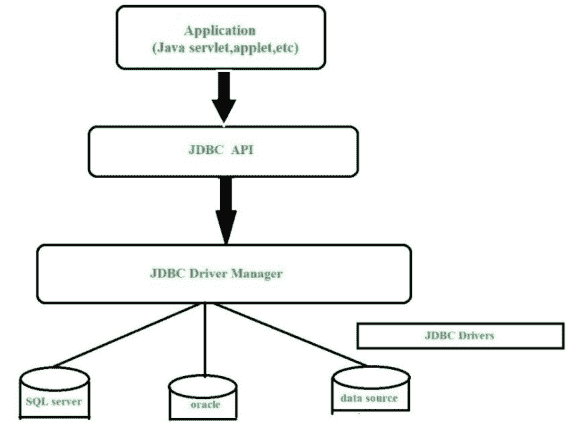 Application
(Java servlet,applet,etc)
JDBC API
JDBC Driver Manager
JDBC Drivers
SQL server
oracle
data source